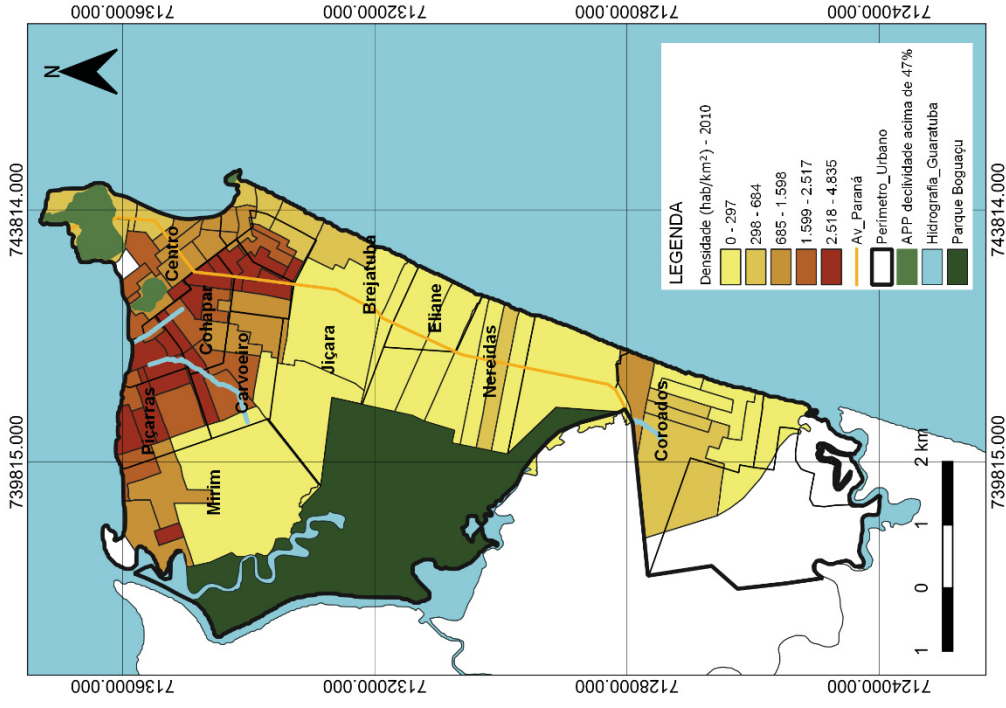 7136000.000
7132000.000
7128000.000
7124000.000
743814.000
739815.000
N
Centro
Cohapar
Piçarras
Carvoeiro
Mirim
Jiçara
Brejatuba
Eliane
Nereidas
Coroados
LEGENDA
Densidade (hab/km²) - 2010
0 - 297
298 - 684
685 - 1.598
1.599 - 2.517
2.518 - 4.835
Av_Paraná
Perímetro_Urbano
APP declividade acima de 47%
Hidrografia_Guaratuba
Parque Boguaçu
1 0 1 2 km
743814.000
739815.000
7136000.000
7132000.000
7128000.000
7124000.000